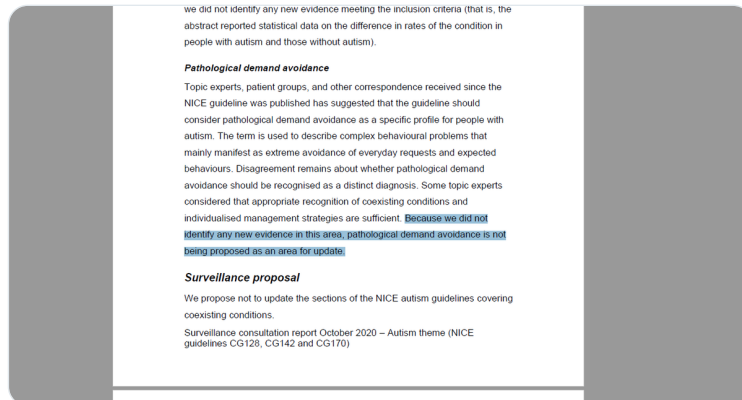 we did not identify any new evidence meeting the inclusion criteria (that is, the
abstract reported statistical data on the difference in rates of the condition in
people with autism and those without autism).
Pathological demand avoidance
Topic experts, patient groups, and other correspondence received since the
NICE guideline was published has suggested that the guideline should
consider pathological demand avoidance as a specific profile for people with
autism. The term is used to describe complex behavioural problems that
mainly manifest as extreme avoidance of everyday requests and expected
behaviours. Disagreement remains about whether pathological demand
avoidance should be recognised as a distinct diagnosis. Some topic experts
considered that appropriate recognition of coexisting conditions and
individualised management strategies are sufficient. Because we did not
identify any new evidence in this area, pathological demand avoidance is not
being proposed as an area for update.
Surveillance proposal
We propose not to update the sections of the NICE autism guidelines covering
coexisting conditions.
Surveillance consultation report October 2020 – Autism theme (NICE
guidelines CG128, CG142 and CG170)